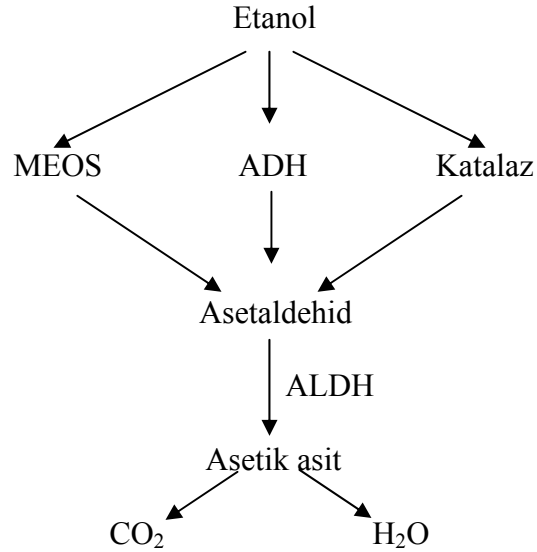 Etanol
MEOS ADH Katalaz
Asetaldehid
ALDH
Asetik asit
CO₂ H₂O